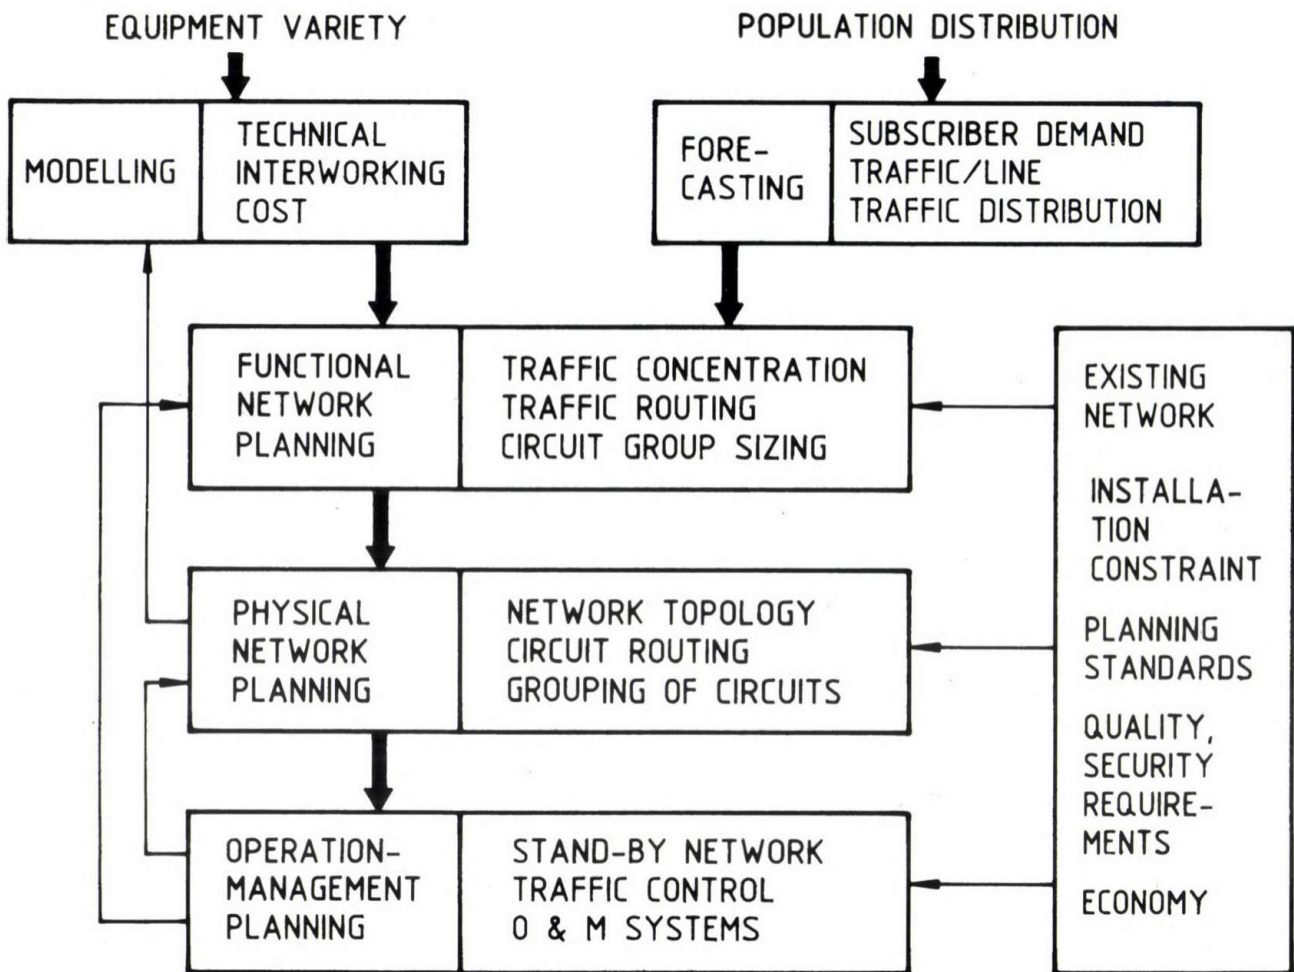 EQUIPMENT VARIETY
POPULATION DISTRIBUTION
MODELLING
TECHNICAL
INTERWORKING
COST
FORE-
CASTING
SUBSCRIBER DEMAND
TRAFFIC/LINE
TRAFFIC DISTRIBUTION
FUNCTIONAL
NETWORK
PLANNING
TRAFFIC CONCENTRATION
TRAFFIC ROUTING
CIRCUIT GROUP SIZING
PHYSICAL
NETWORK
PLANNING
NETWORK TOPOLOGY
CIRCUIT ROUTING
GROUPING OF CIRCUITS
OPERATION-
MANAGEMENT
PLANNING
STAND-BY NETWORK
TRAFFIC CONTROL
O & M SYSTEMS
EXISTING
NETWORK
INSTALLA-
TION
CONSTRAINT
PLANNING
STANDARDS
QUALITY,
SECURITY
REQUIRE-
MENTS
ECONOMY